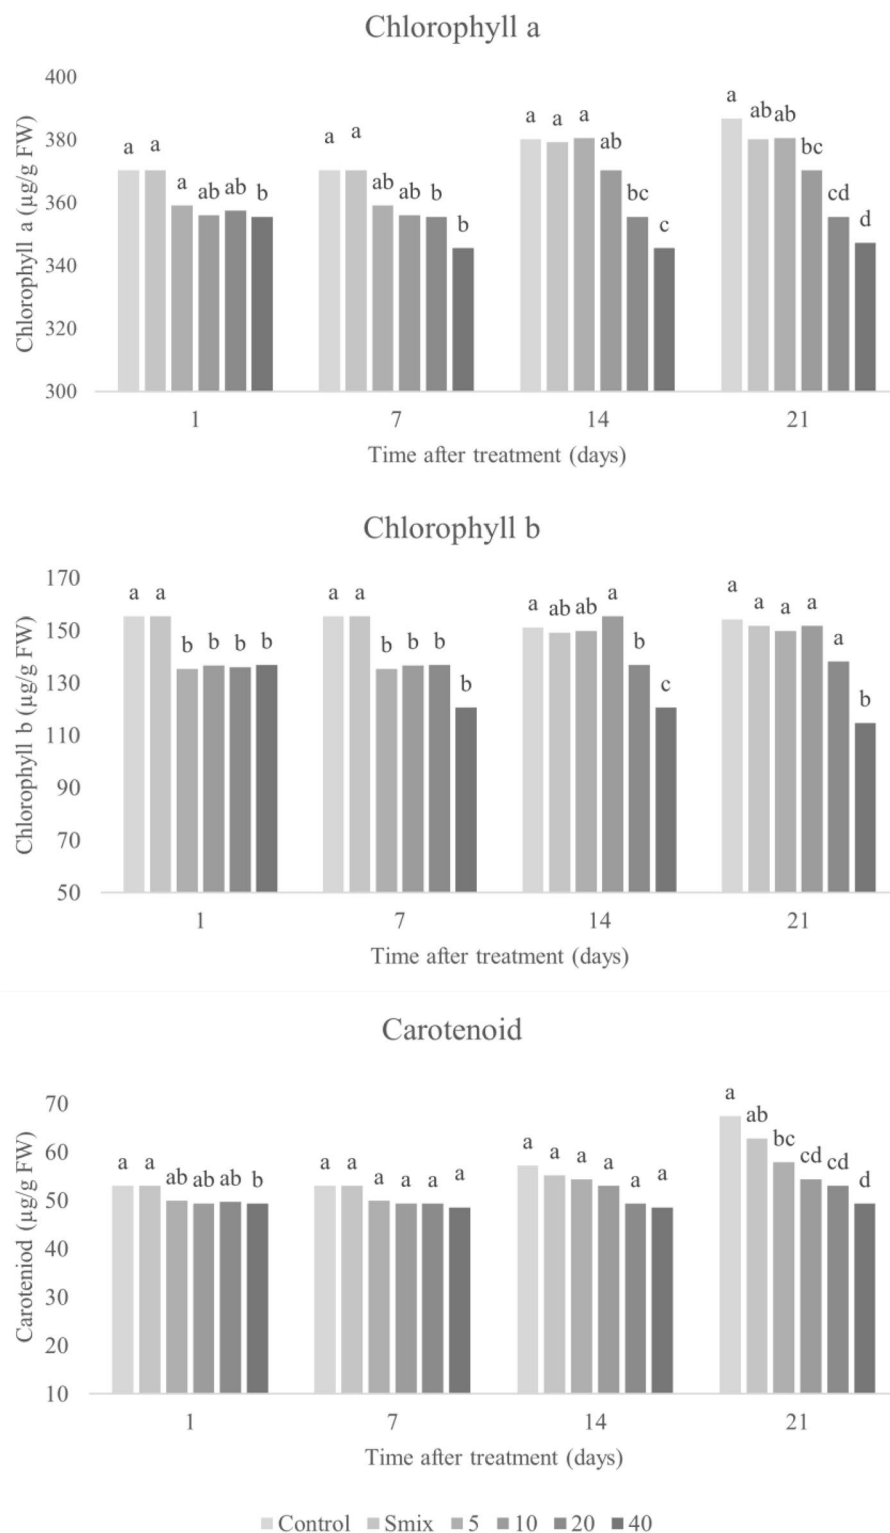 Chlorophyll a
400
a
a
a
a
a
ab ab
380
a
a
a
a
ab
bc
a
ab
ab
b
ab
ab
b
bc
cd
360
b
c
d
340
320
300
Chlorophyll a (µg/g FW)
1
7
14
21
Time after treatment (days)
Chlorophyll b
170
a
a
a
a
a
ab
ab
a
a
a
a
a
150
b
b
b
b
b
b
b
b
a
130
b
c
b
110
90
70
50
Chlorophyll b (µg/g FW)
1
7
14
21
Time after treatment (days)
Carotenoid
70
a
ab
60
a
a
ab
ab
ab
b
a
a
a
a
a
a
a
a
a
a
a
a
bc
cd
cd
d
50
40
30
20
10
Caroteniod (µg/g FW)
1
7
14
21
Time after treatment (days)
Control Smix 5 10 20 40